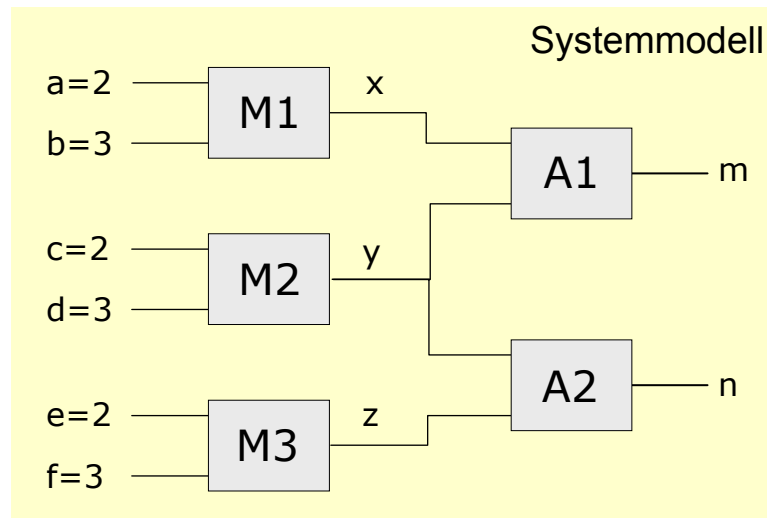 Systemmodell
a=2
b=3
M1
x
c=2
d=3
M2
y
e=2
f=3
M3
z
A1
m
A2
n